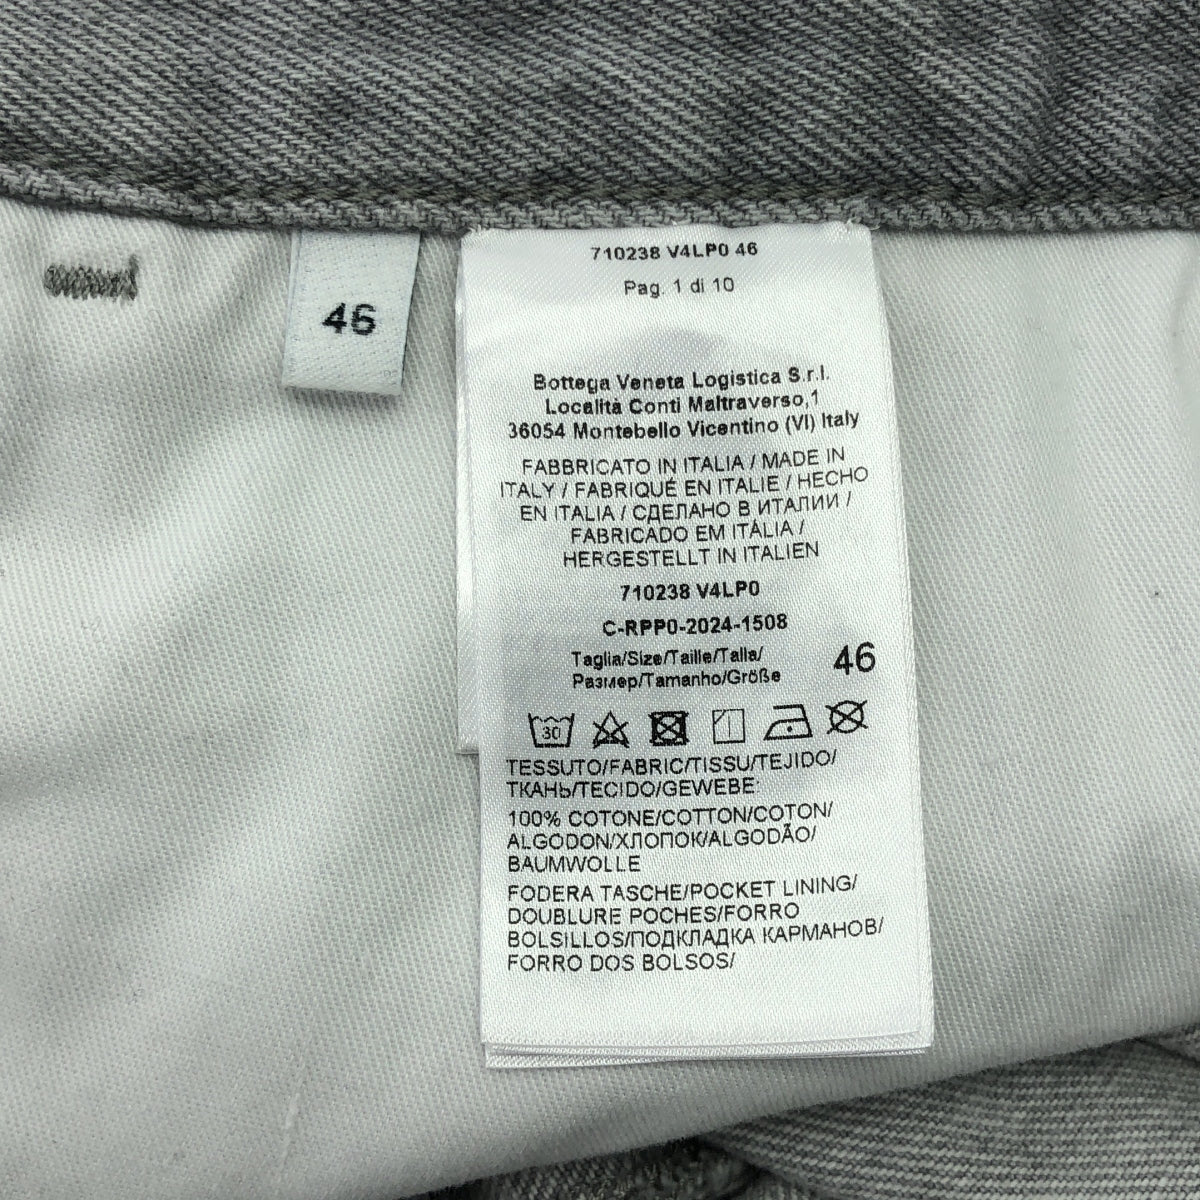 46
710238 V4LP0 46
Pag. 1 di 10
Bottega Veneta Logistica S.r.l.
Località Conti Maltraverso,1
36054 Montebello Vicentino (VI) Italy
FABBRICATO IN ITALIA / MADE IN
ITALY / FABRIQUÉ EN ITALIE / HECHO
EN ITALIA / СДЕЛАНО В ИТАЛИИ /
FABRICADO EM ITÁLIA /
HERGESTELLT IN ITALIEN
710238 V4LP0
C-RPP0-2024-1508
Taglia/Size/Taille/Talla/
Размер/Tamanho/Größe 46
30
TESSUTO/FABRIC/TISSU/TEJIDO/
ТКАНЬ/TECIDO/GEWEBE:
100% COTONE/COTTON/COTON/
ALGODON/ХЛОПОК/ALGODÃO/
BAUMWOLLE
FODERA TASCHE/POCKET LINING/
DOUBLURE POCHES/FORRO
BOLSILLOS/ПОДКЛАДКА КАРМАНОВ/
FORRO DOS BOLSOS/